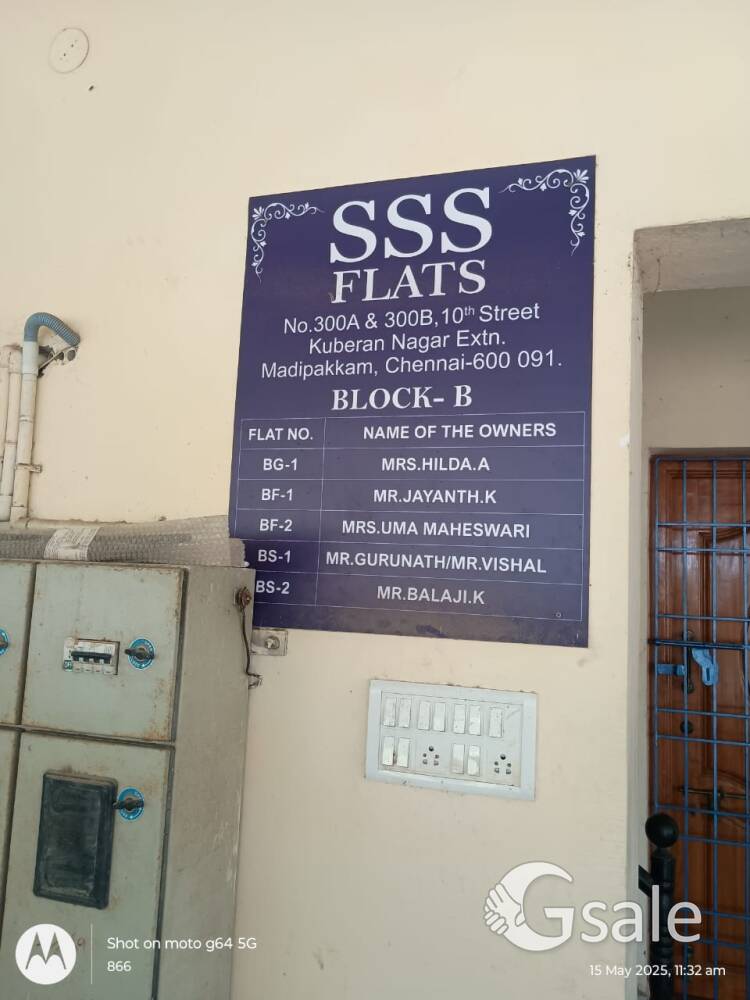 SSS
FLATS
No.300A & 300B,10th Street
Kuberan Nagar Extn.
Madipakkam, Chennai-600 091.
BLOCK- B
FLAT NO. NAME OF THE OWNERS
BG-1 MRS.HILDA.A
BF-1 MR.JAYANTH.K
BF-2 MRS.UMA MAHESWARI
BS-1 MR.GURUNATH/MR.VISHAL
BS-2 MR.BALAJI.K
Gsale
Shot on moto g64 5G
866
15 May 2025, 11:32 am